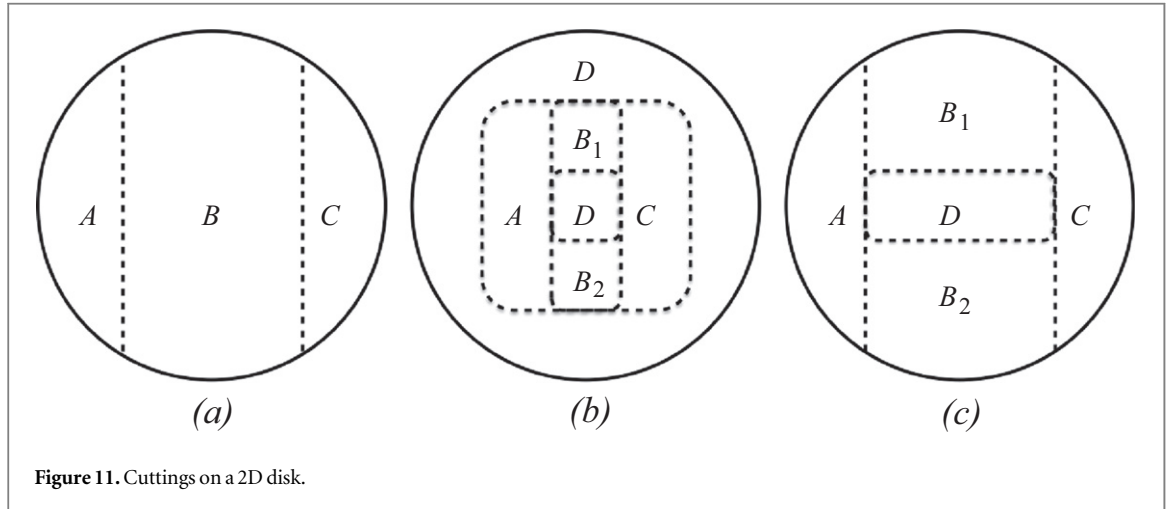 A B C
(a)
D
B1
A D C
B2
(b)
B1
A D C
B2
(c)
Figure 11. Cuttings on a 2D disk.